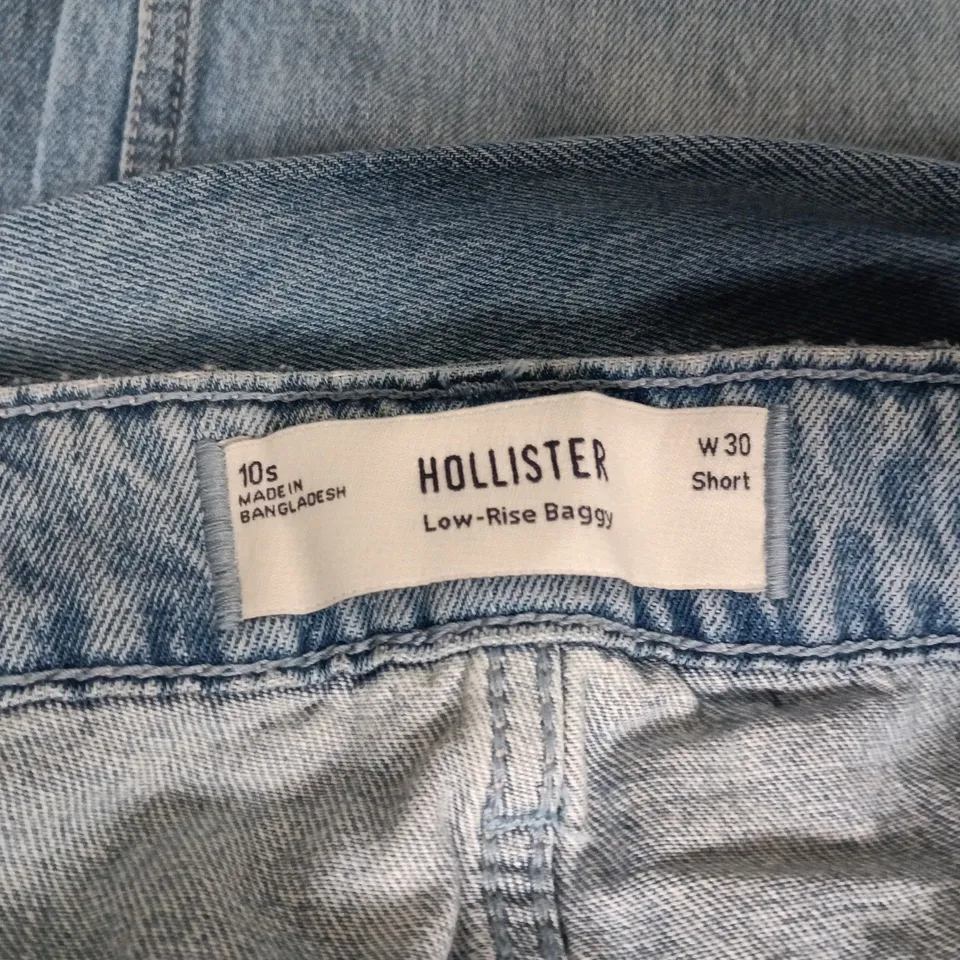 10s
MADE IN
BANGLADESH
HOLLISTER
Low-Rise Baggy
W 30
Short